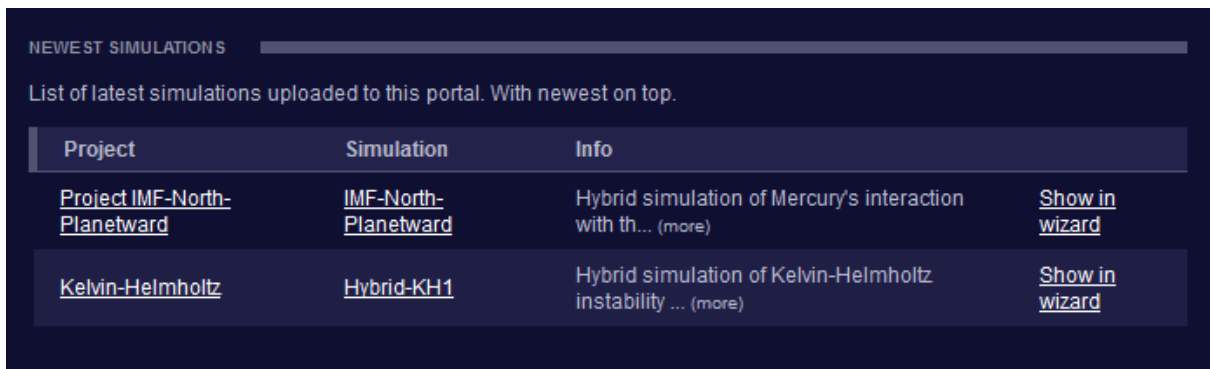 NEWEST SIMULATIONS
List of latest simulations uploaded to this portal. With newest on top.
Project Simulation Info
Project IMF-North- IMF-North- Hybrid simulation of Mercury's interaction Show in
Planetward Planetward with th... (more) wizard
Kelvin-Helmholtz Hybrid-KH1 Hybrid simulation of Kelvin-Helmholtz Show in
instability ... (more) wizard